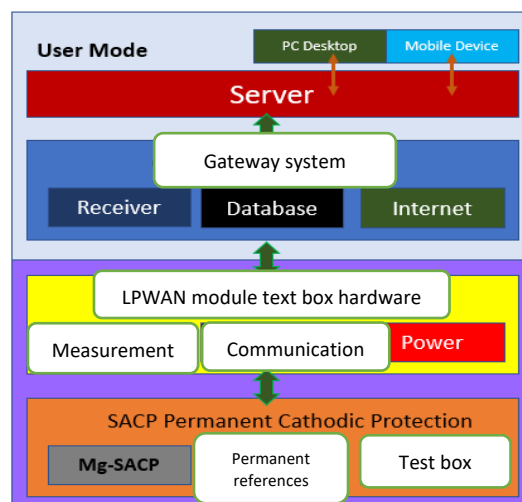 User Mode
PC Desktop
Mobile Device
Server
Gateway system
Receiver
Database
Internet
LPWAN module text box hardware
Measurement
Communication
Power
SACP Permanent Cathodic Protection
Mg-SACP
Permanent
references
Test box